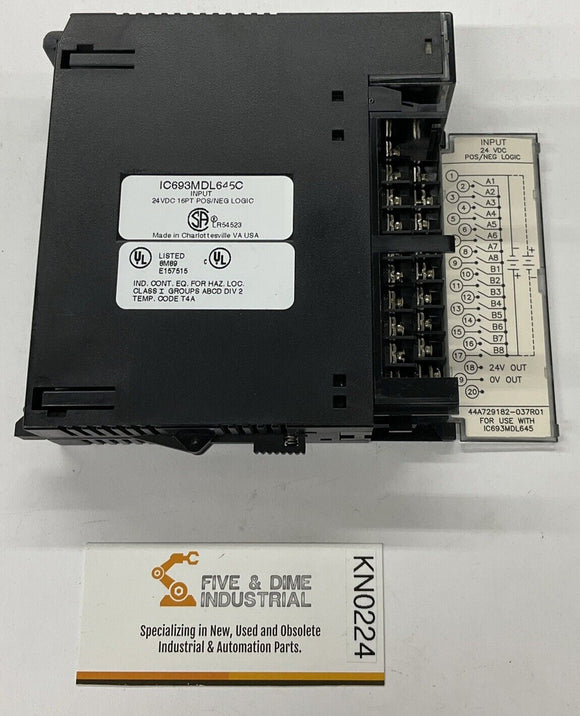 IC693MDL645C
INPUT
24VDC 16PT POS/NEG LOGIC
SA ® LR54523
Made in Charlottesville VA USA
UL LISTED
8M89
E157515
C UL
IND. CONT. EQ. FOR HAZ. LOC.
CLASS I GROUPS ABCD DIV 2
TEMP. CODE T4A
INPUT
24 VDC
POS/NEG LOGIC
1
2 A1
3 A2
4 A3
5 A4
6 A5
7 A6
8 A7
9 A8
10 B1
11 B2
12 B3
13 B4
14 B5
15 B6
16 B7
17 B8
18 24V OUT
19 0V OUT
20
44A729182-037R01
FOR USE WITH
IC693MDL645
FIVE & DIME
INDUSTRIAL
Specializing in New, Used and Obsolete
Industrial & Automation Parts.
KN0224